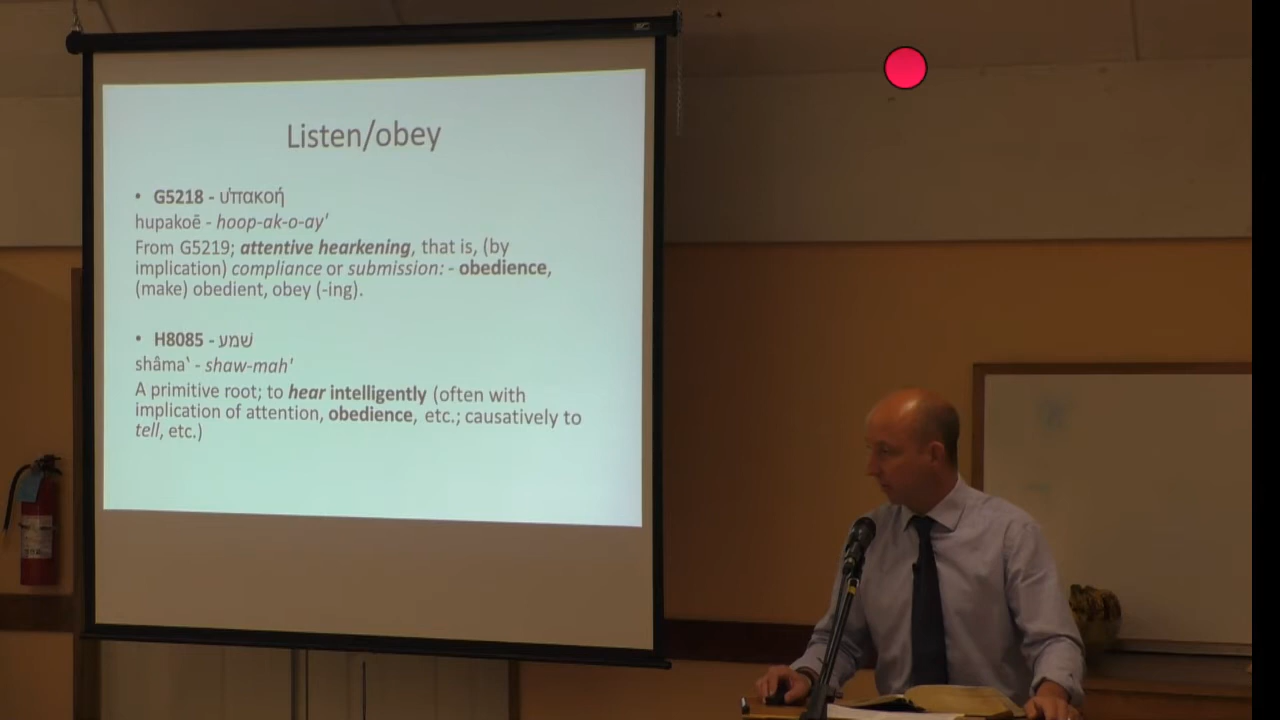 Listen/obey
• G5218 - υ῾πακοή
hupakoē - hoop-ak-o-ay'
From G5219; attentive hearkening, that is, (by
implication) compliance or submission: - obedience,
(make) obedient, obey (-ing).
• H8085 - שׁמע
shâma‛ - shaw-mah'
A primitive root; to hear intelligently (often with
implication of attention, obedience, etc.; causatively to
tell, etc.)